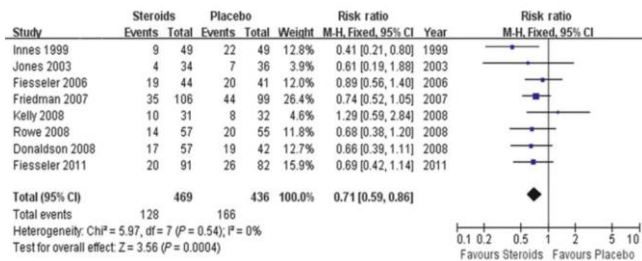 Steroids Placebo Risk ratio Risk ratio
Study Events Total Events Total Weight M-H, Fixed, 95% CI Year M-H, Fixed, 95% CI
Innes 1999 9 49 22 49 12.8% 0.41 [0.21, 0.80] 1999
Jones 2003 4 34 7 36 4.0% 0.61 [0.19, 1.88] 2003
Fiesseler 2006 19 44 20 41 12.1% 0.89 [0.56, 1.40] 2006
Friedman 2007 35 106 44 99 26.4% 0.74 [0.52, 1.05] 2007
Kelly 2008 10 31 8 32 4.6% 1.29 [0.59, 2.84] 2008
Rowe 2008 14 57 20 55 11.8% 0.68 [0.38, 1.20] 2008
Donaldson 2008 17 57 19 42 12.7% 0.66 [0.39, 1.11] 2008
Fiesseler 2011 20 91 26 82 15.9% 0.69 [0.42, 1.14] 2011
Total (95% CI) 469 436 100.0% 0.71 [0.59, 0.86]
Total events 128 166
Heterogeneity: Chi² = 5.97, df = 7 (P = 0.54); I² = 0%
Test for overall effect: Z = 3.56 (P = 0.0004)
0.1 0.2 0.5 1 2 5 10
Favours Steroids Favours Placebo